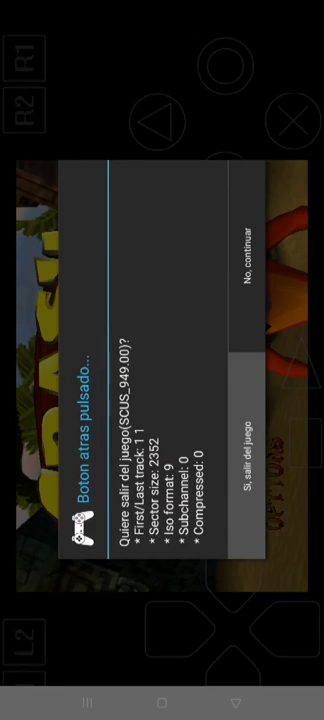 Boton atras pulsado...
Quiere salir del juego(SCUS_949.00)?
* First/Last track: 1 1
* Sector size: 2352
* Iso format: 9
* Subchannel: 0
* Compressed: 0
Si, salir del juego
No, continuar
L2
R2
R1
OPTIONS